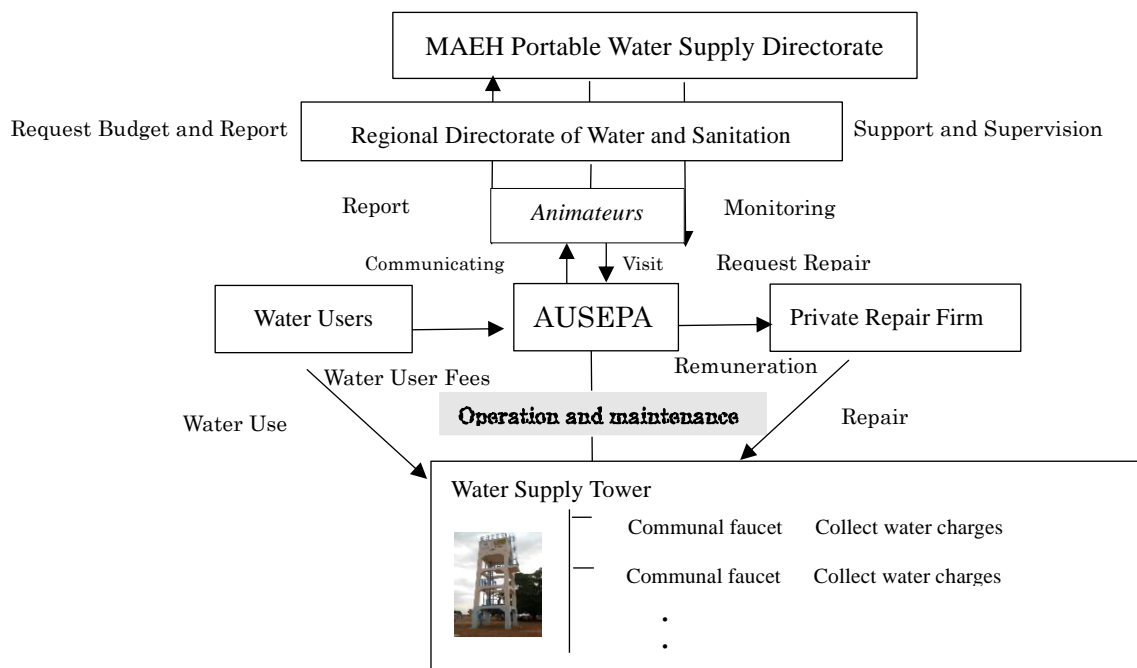 MAEH Portable Water Supply Directorate
Request Budget and Report
Regional Directorate of Water and Sanitation
Support and Supervision
Report
Animateurs
Monitoring
Communicating
Visit
Request Repair
Water Users
AUSEPA
Private Repair Firm
Water User Fees
Remuneration
Water Use
Operation and maintenance
Repair
Water Supply Tower
Communal faucet Collect water charges
Communal faucet Collect water charges